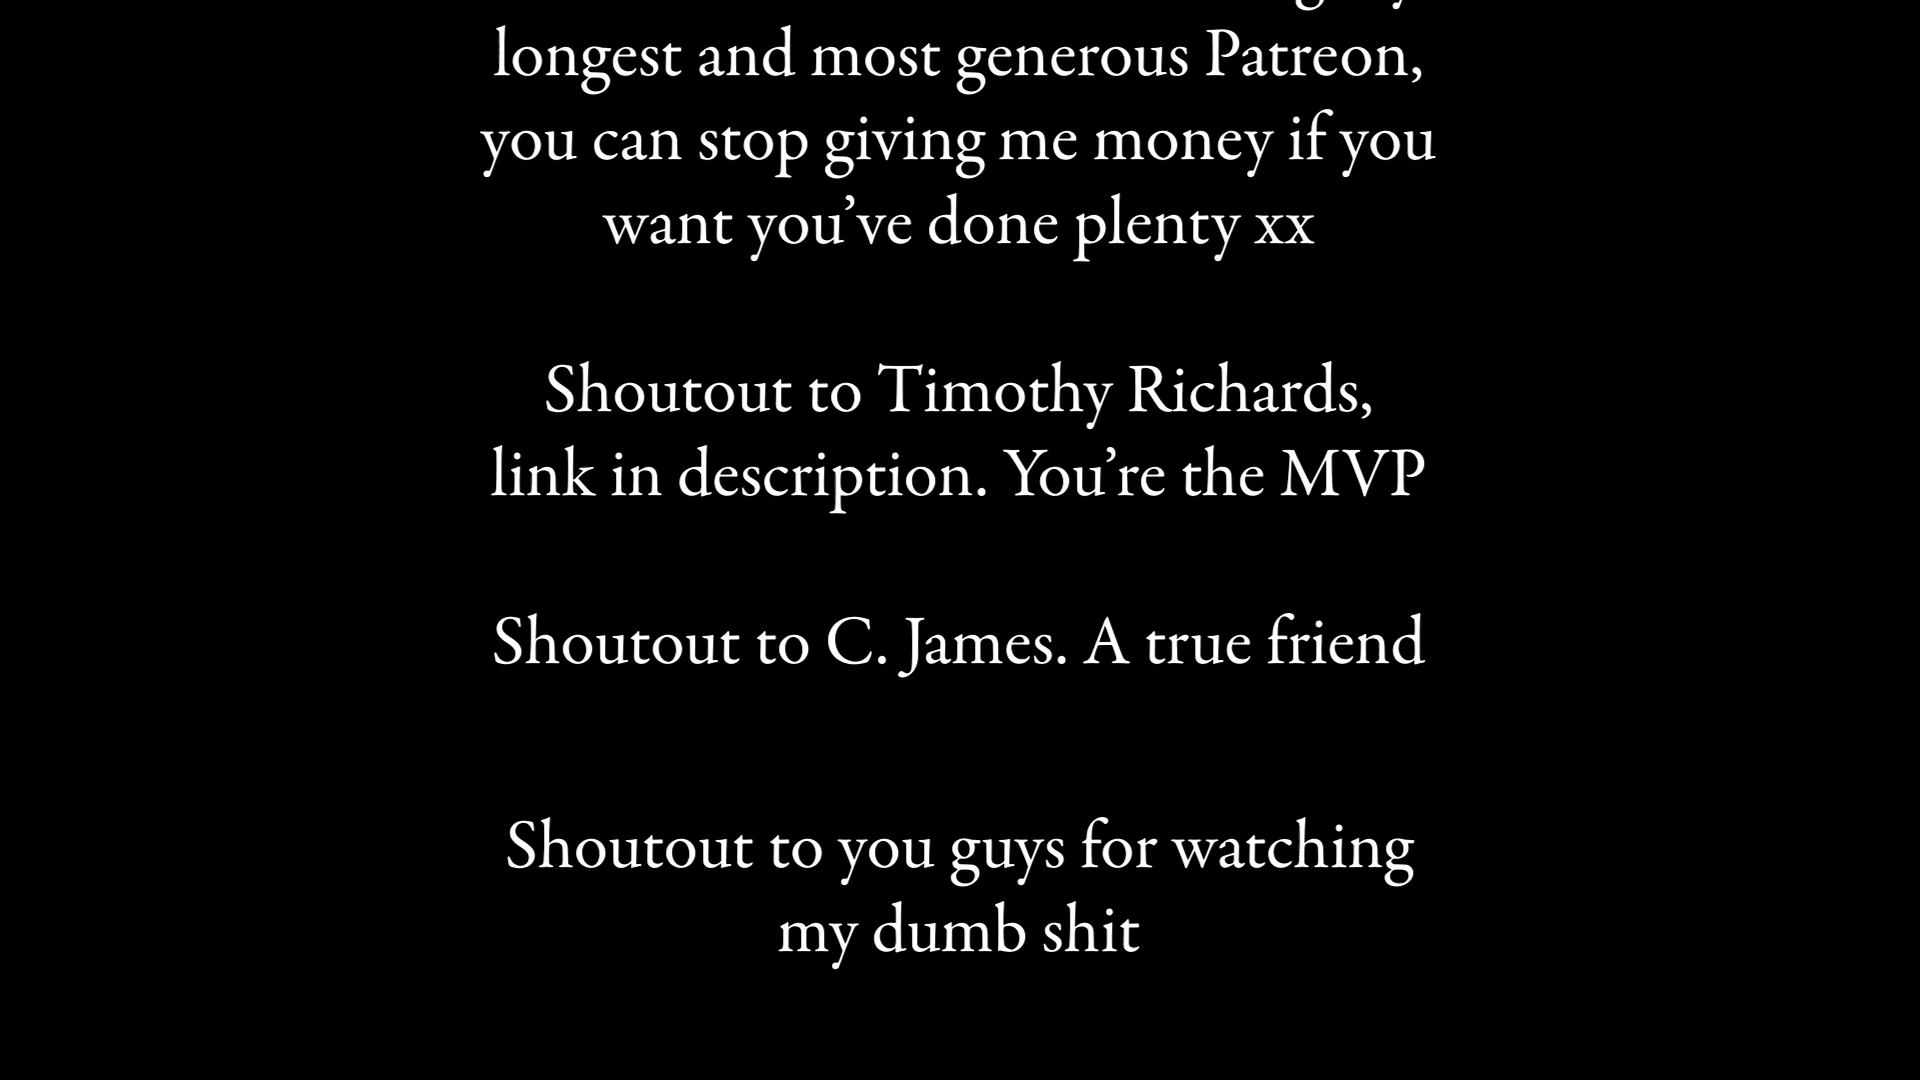 longest and most generous Patreon,
you can stop giving me money if you
want you’ve done plenty xx
Shoutout to Timothy Richards,
link in description. You’re the MVP
Shoutout to C. James. A true friend
Shoutout to you guys for watching
my dumb shit